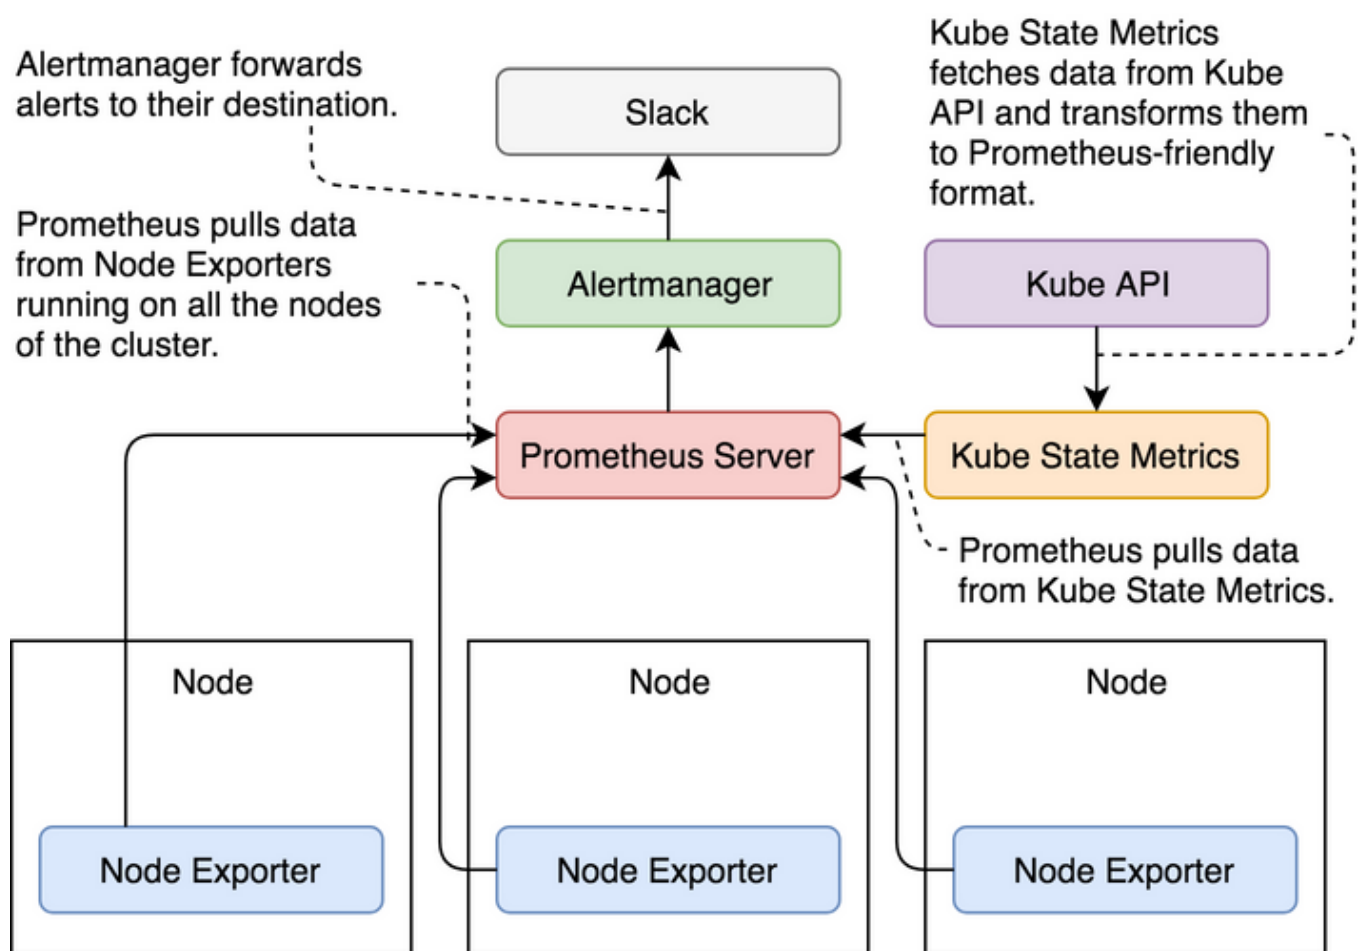 Alertmanager forwards
alerts to their destination.
Slack
Kube State Metrics
fetches data from Kube
API and transforms them
to Prometheus-friendly
format.
Prometheus pulls data
from Node Exporters
running on all the nodes
of the cluster.
Alertmanager
Kube API
Prometheus Server
Kube State Metrics
Prometheus pulls data
from Kube State Metrics.
Node
Node
Node
Node Exporter
Node Exporter
Node Exporter